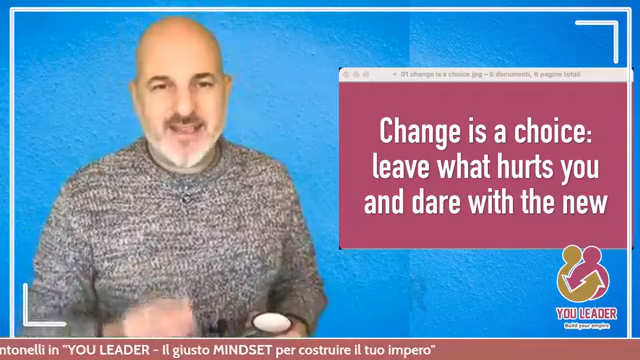 01 change is a choice.jpg – 6 documenti, 6 pagine totali
Change is a choice:
leave what hurts you
and dare with the new
YOU LEADER
Build your empire
ntonelli in "YOU LEADER - Il giusto MINDSET per costruire il tuo impero"